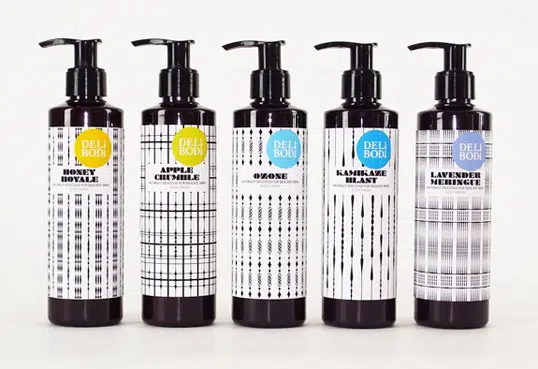 DELI
BODI
HONEY
ROYALE
DELI
BODI
APPLE
CRUMBLE
DELI
BODI
OZONE
DELI
BODI
KAMIKAZE
BLAST
DELI
BODI
LAVENDER
MERINGUE